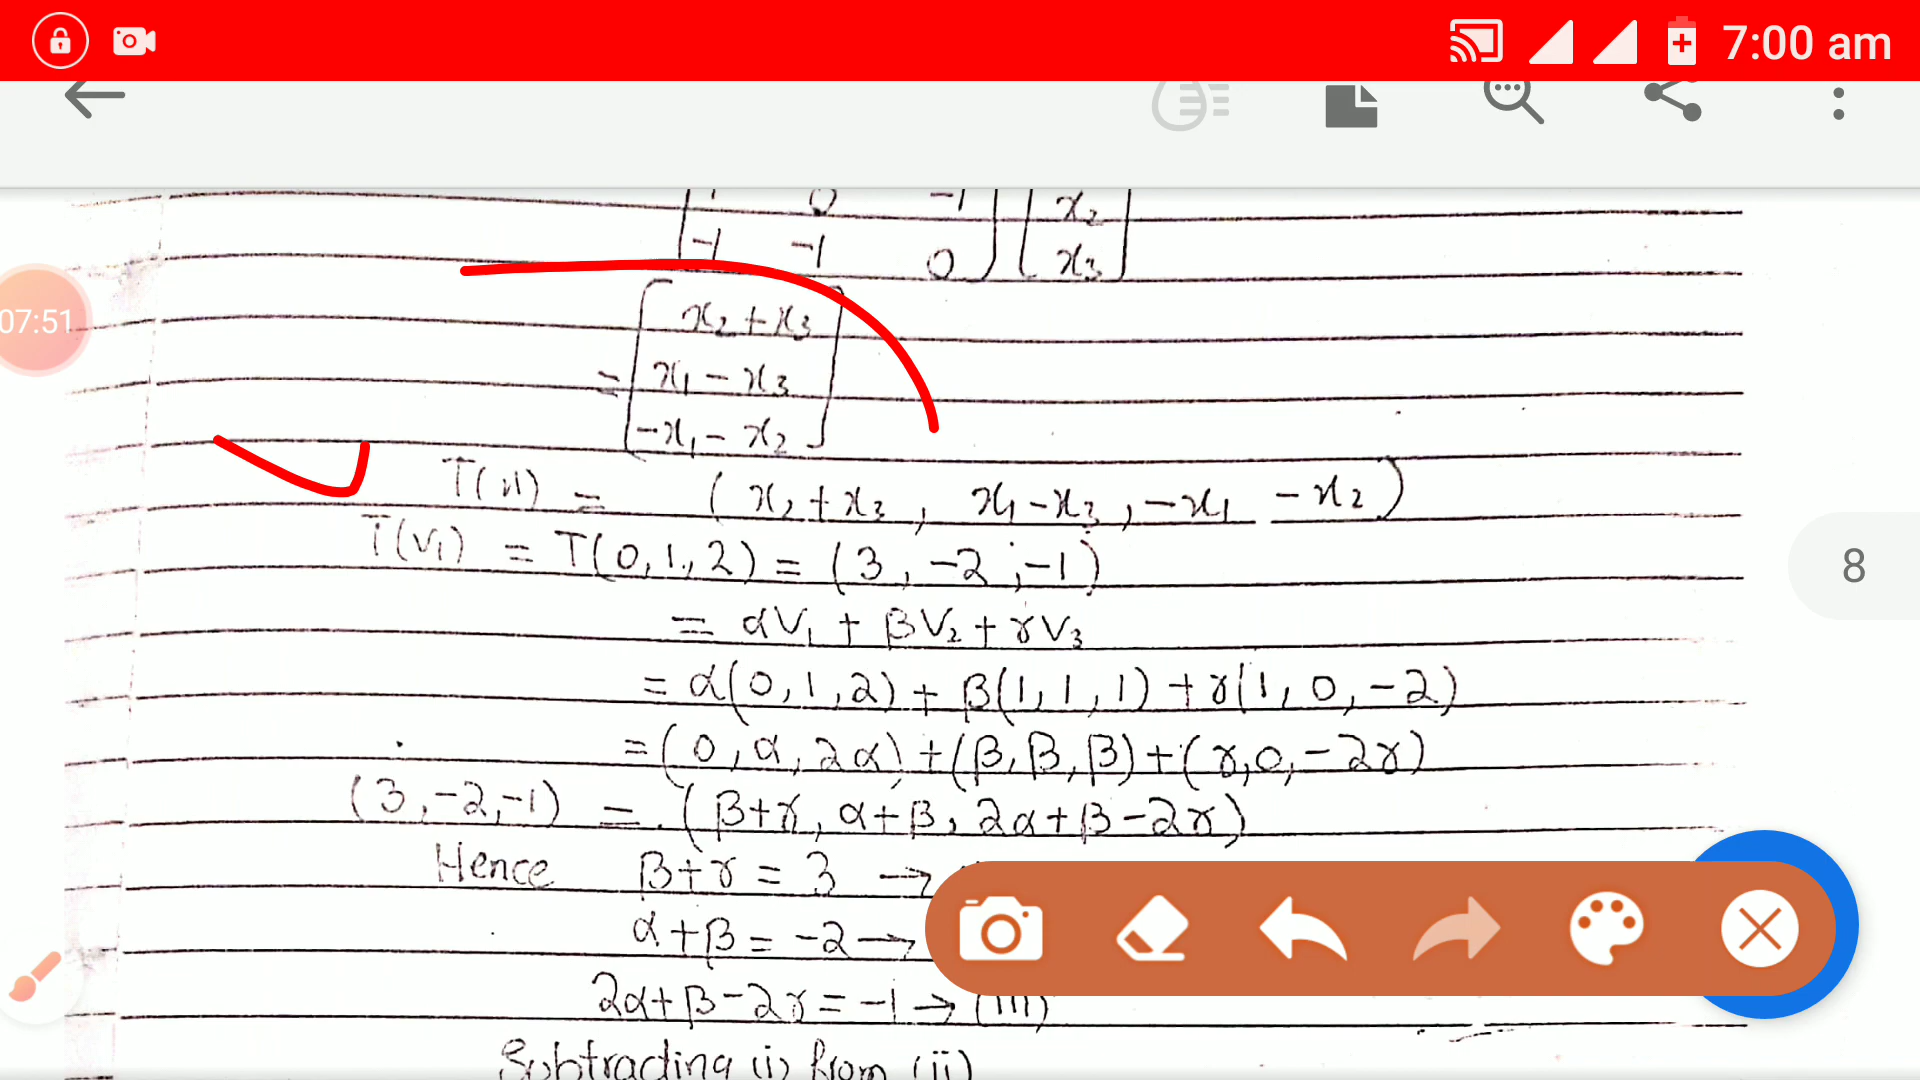 7:00 am
1 0 -1 x₂
-1 -1 0 x₃
07:51
x₂+x₃
= x₁-x₃
-x₁-x₂
T(x) = (x₂+x₃, x₁-x₃, -x₁-x₂)
T(V₁) = T(0,1,2) = (3,-2,-1)
8
= αV₁ + βV₂ + γV₃
= α(0,1,2) + β(1,1,1) + γ(1,0,-2)
= (0,α,2α) + (β,β,β) + (γ,0,-2γ)
(3,-2,-1) = (β+γ, α+β, 2α+β-2γ)
Hence β+γ = 3 →
α+β = -2 →
2α+β-2γ = -1 → (III)
Subtracting (i) from (ii)